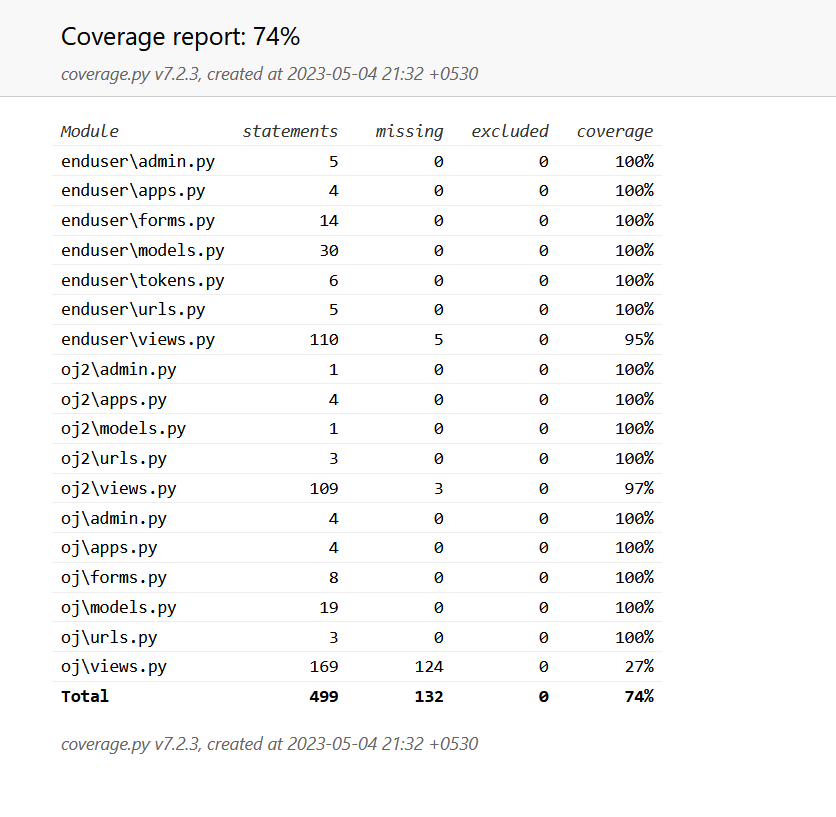 Coverage report: 74%
coverage.py v7.2.3, created at 2023-05-04 21:32 +0530
Module statements missing excluded coverage
enduser\admin.py 5 0 0 100%
enduser\apps.py 4 0 0 100%
enduser\forms.py 14 0 0 100%
enduser\models.py 30 0 0 100%
enduser\tokens.py 6 0 0 100%
enduser\urls.py 5 0 0 100%
enduser\views.py 110 5 0 95%
oj2\admin.py 1 0 0 100%
oj2\apps.py 4 0 0 100%
oj2\models.py 1 0 0 100%
oj2\urls.py 3 0 0 100%
oj2\views.py 109 3 0 97%
oj\admin.py 4 0 0 100%
oj\apps.py 4 0 0 100%
oj\forms.py 8 0 0 100%
oj\models.py 19 0 0 100%
oj\urls.py 3 0 0 100%
oj\views.py 169 124 0 27%
Total 499 132 0 74%
coverage.py v7.2.3, created at 2023-05-04 21:32 +0530